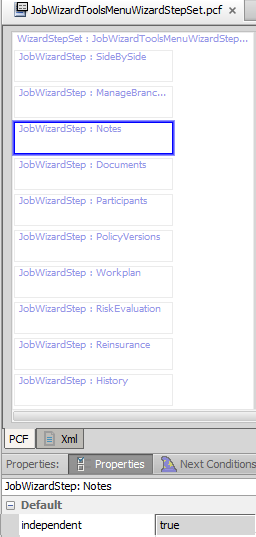 JobWizardToolsMenuWizardStepSet.pcf ×
WizardStepSet : JobWizardToolsMenuWizardStep...
JobWizardStep : SideBySide
JobWizardStep : ManageBranc...
JobWizardStep : Notes
JobWizardStep : Documents
JobWizardStep : Participants
JobWizardStep : PolicyVersions
JobWizardStep : Workplan
JobWizardStep : RiskEvaluation
JobWizardStep : Reinsurance
JobWizardStep : History
PCF Xml
Properties: Properties Next Conditions
JobWizardStep: Notes
Default
independent true